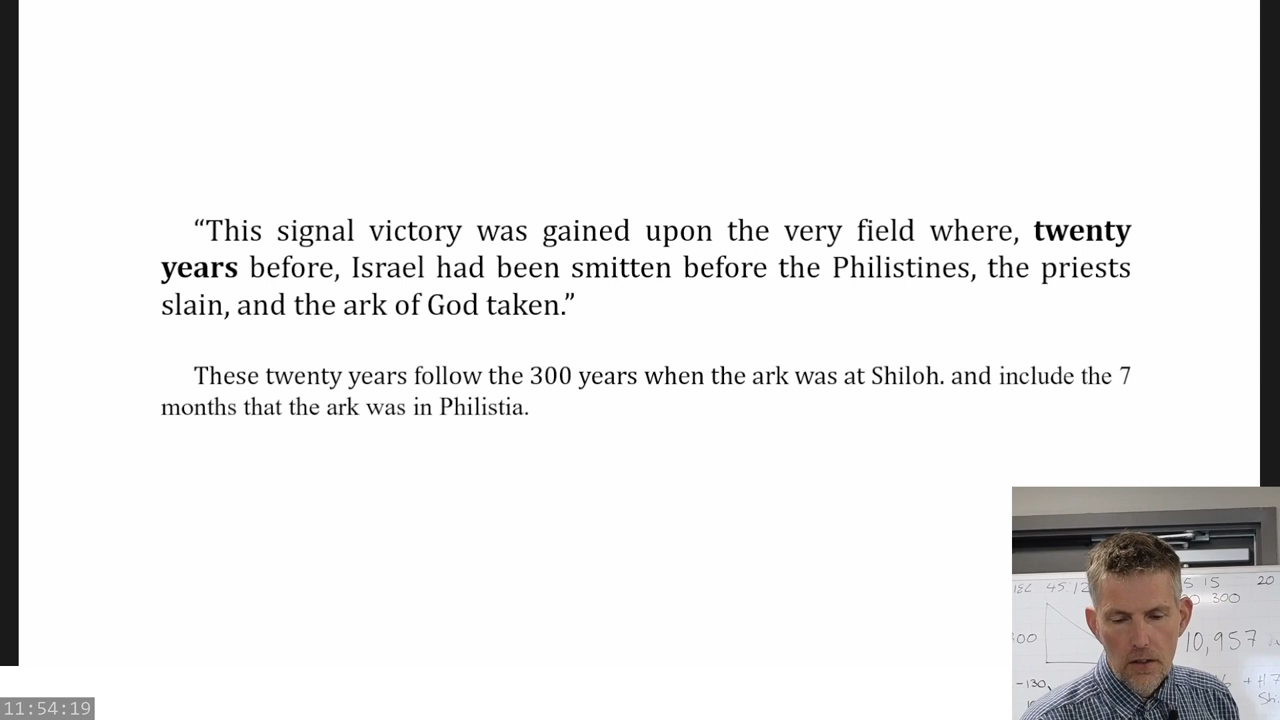 “This signal victory was gained upon the very field where, twenty
years before, Israel had been smitten before the Philistines, the priests
slain, and the ark of God taken.”
These twenty years follow the 300 years when the ark was at Shiloh. and include the 7
months that the ark was in Philistia.
15 20
300
10,957
-130
11:54:19